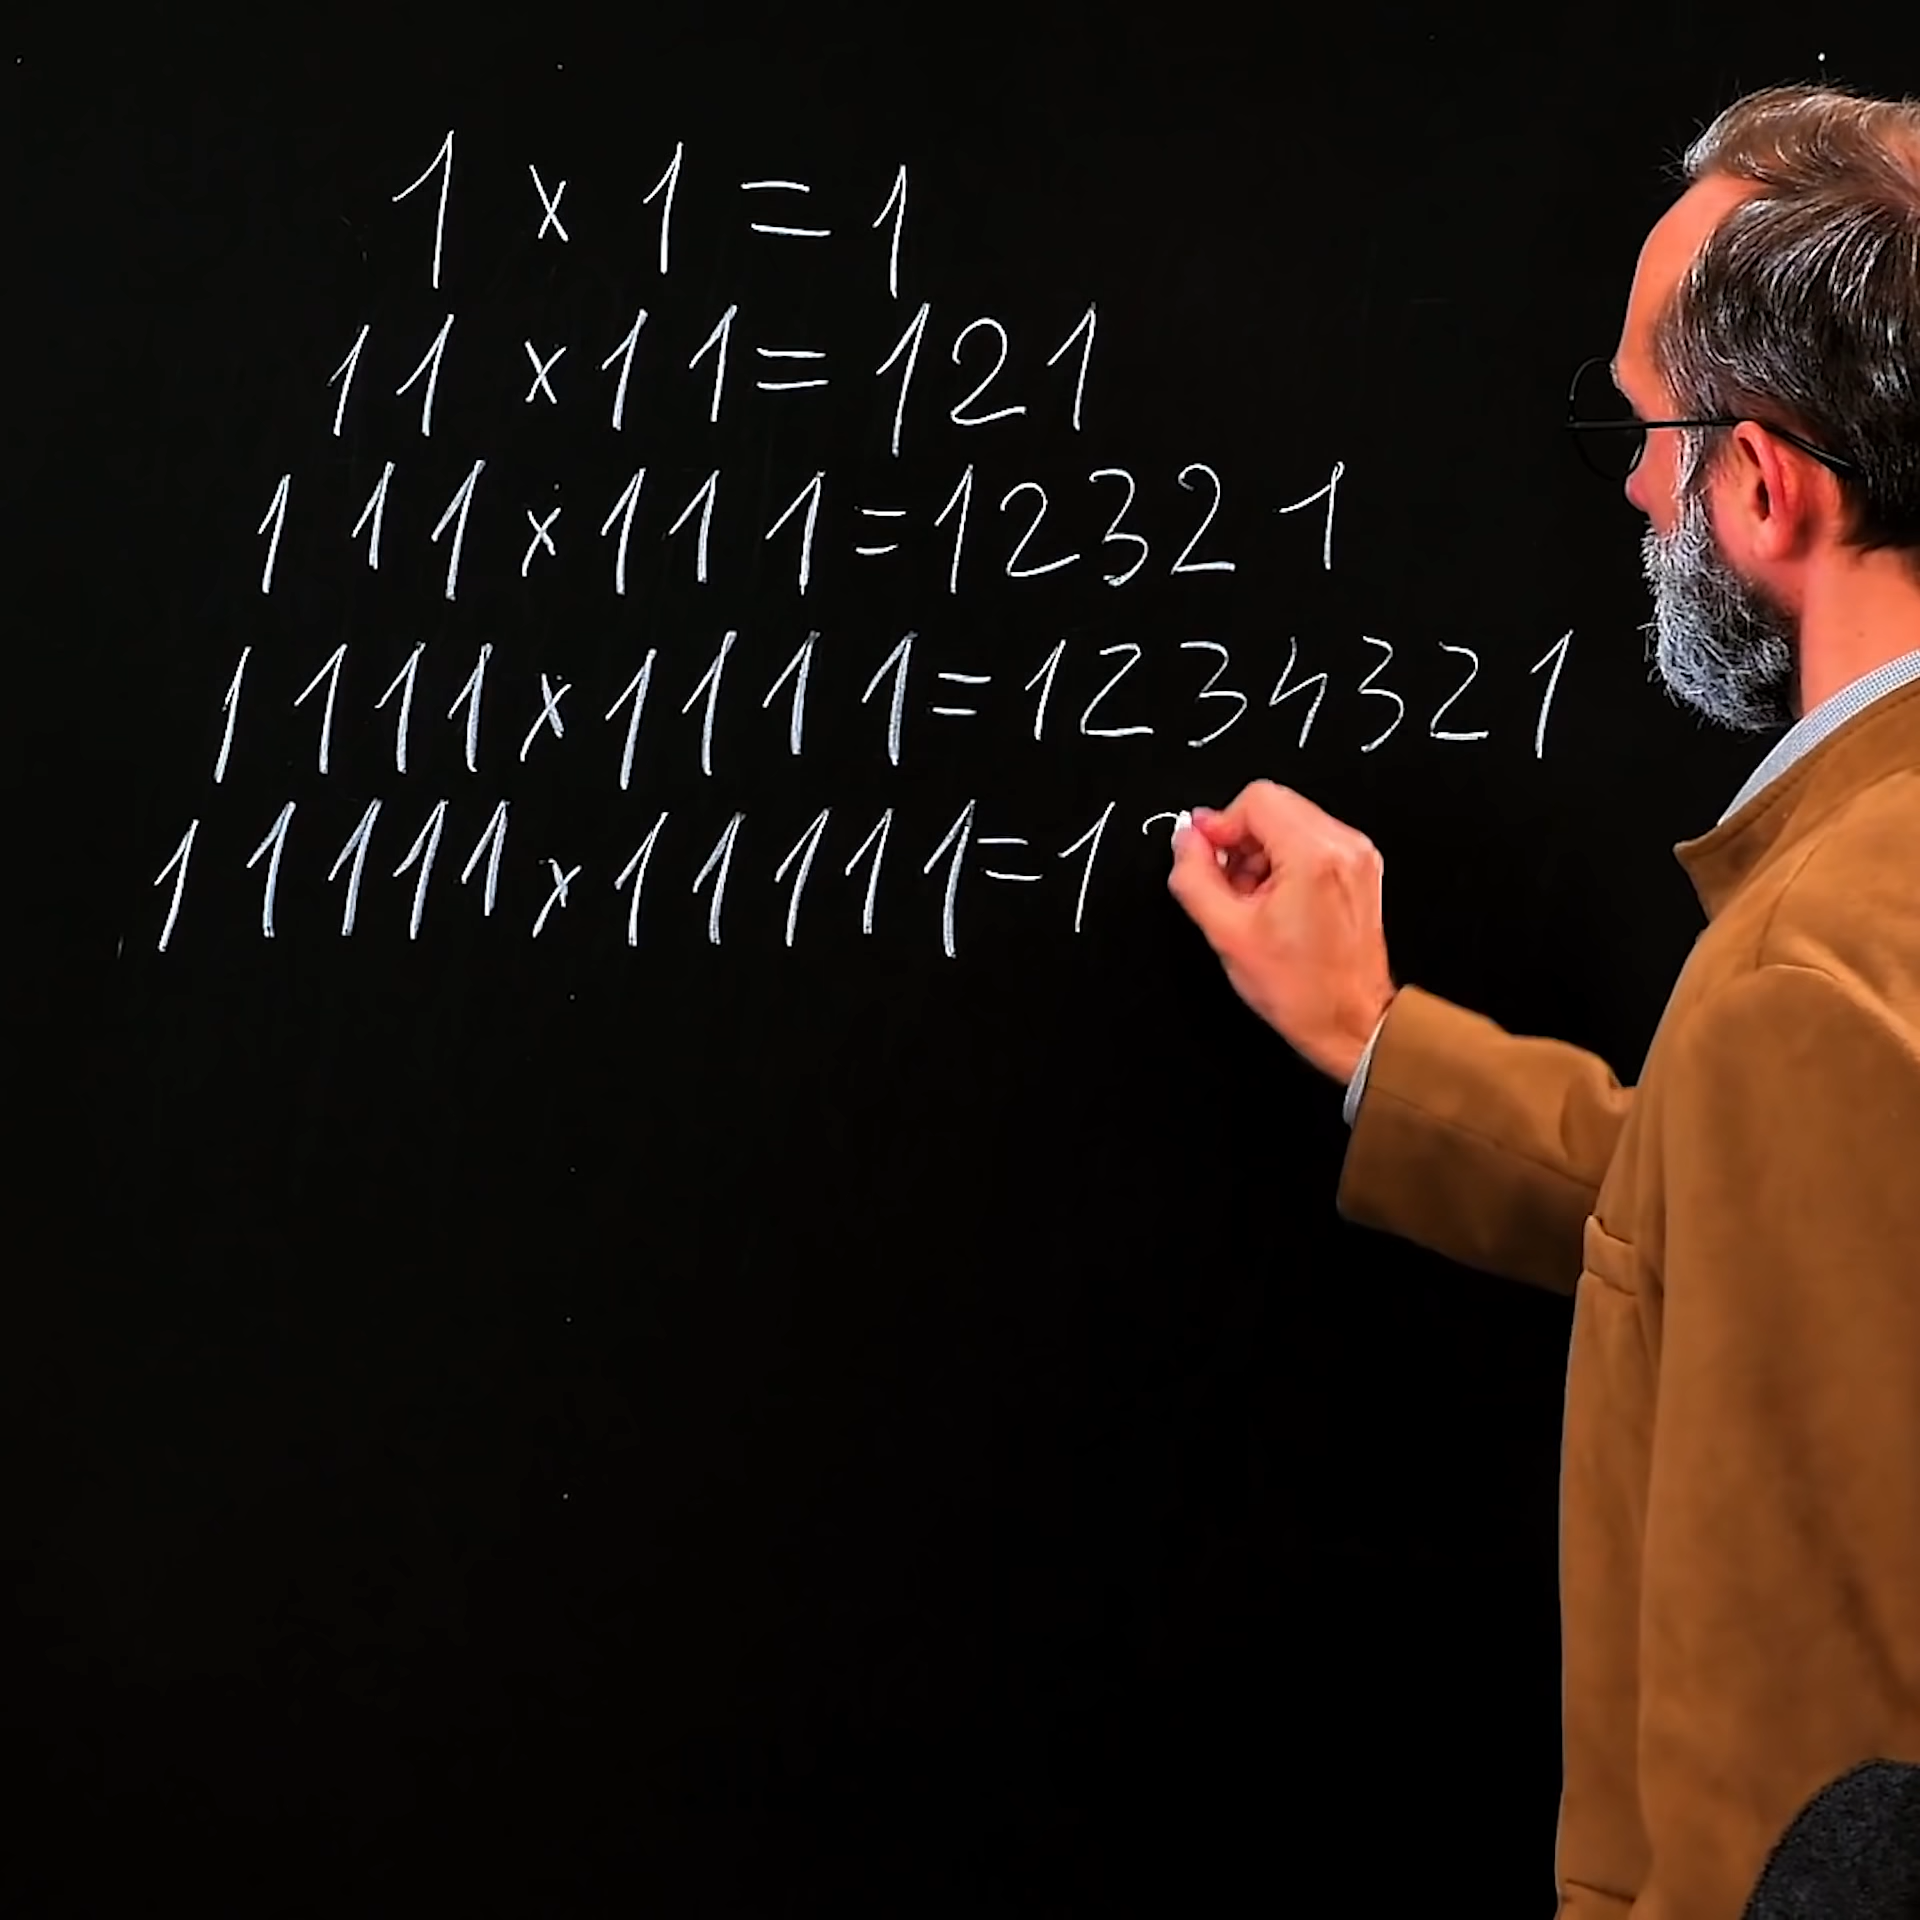 1 x 1 = 1
11 x 11 = 121
111 x 111 = 12321
1111 x 1111 = 1234321
11111 x 11111 = 1